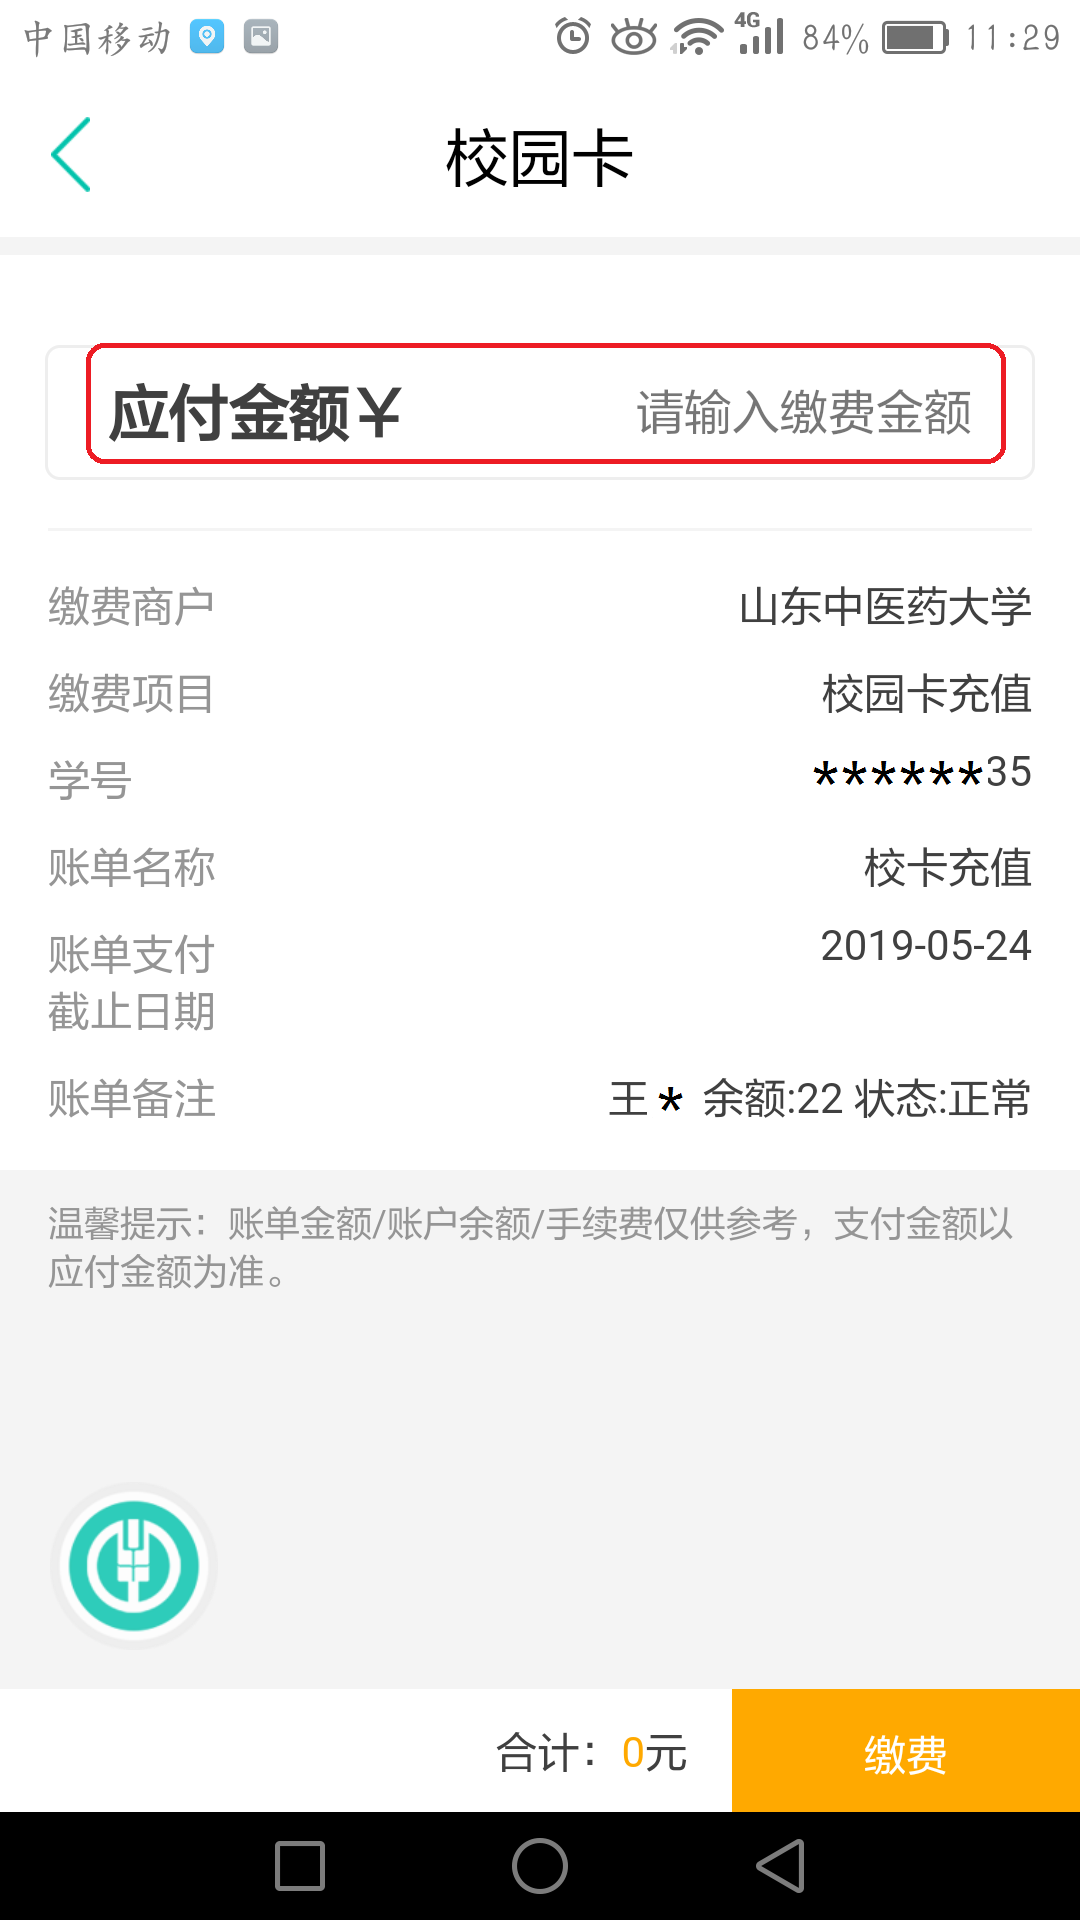 中国移动 4G 84% 11:29
校园卡
应付金额¥ 请输入缴费金额
缴费商户 山东中医药大学
缴费项目 校园卡充值
学号 ******35
账单名称 校卡充值
账单支付 2019-05-24
截止日期
账单备注 王* 余额:22 状态:正常
温馨提示：账单金额/账户余额/手续费仅供参考，支付金额以
应付金额为准。
合计：0元 缴费